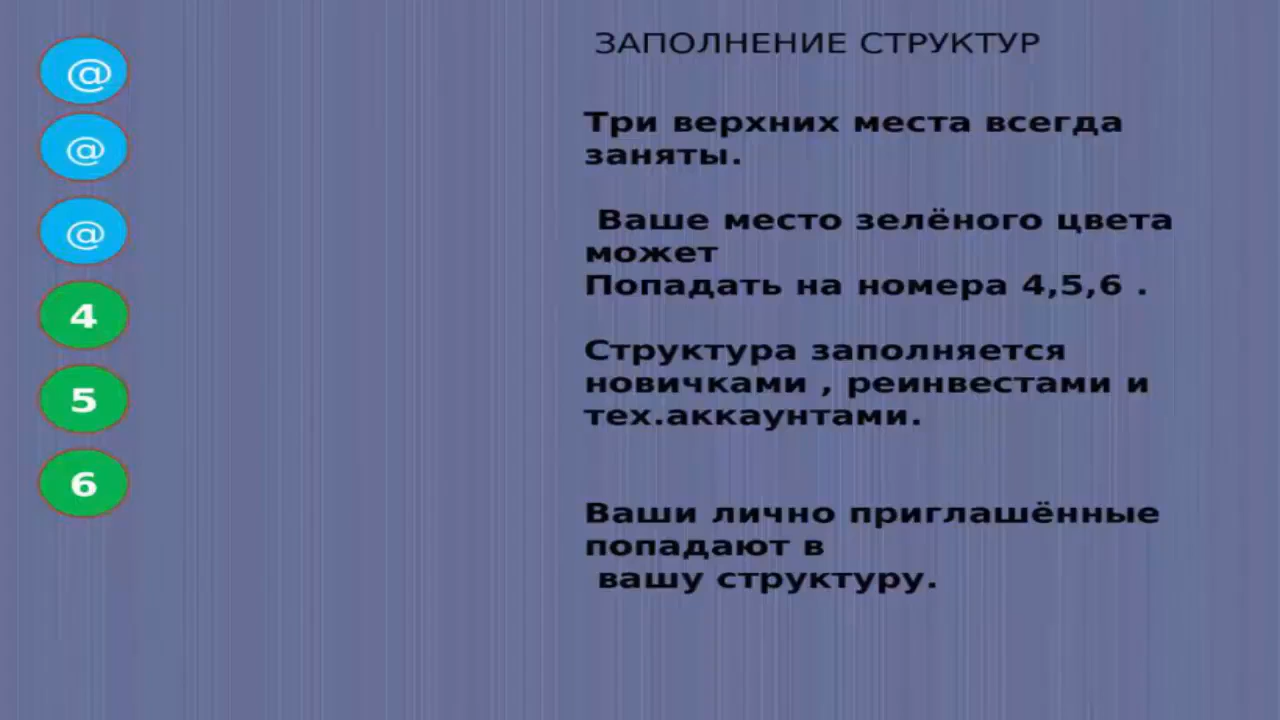 @
@
@
4
5
6
ЗАПОЛНЕНИЕ СТРУКТУР
Три верхних места всегда
заняты.
Ваше место зелёного цвета
может
Попадать на номера 4,5,6 .
Структура заполняется
новичками , реинвестами и
тех.аккаунтами.
Ваши лично приглашённые
попадают в
вашу структуру.